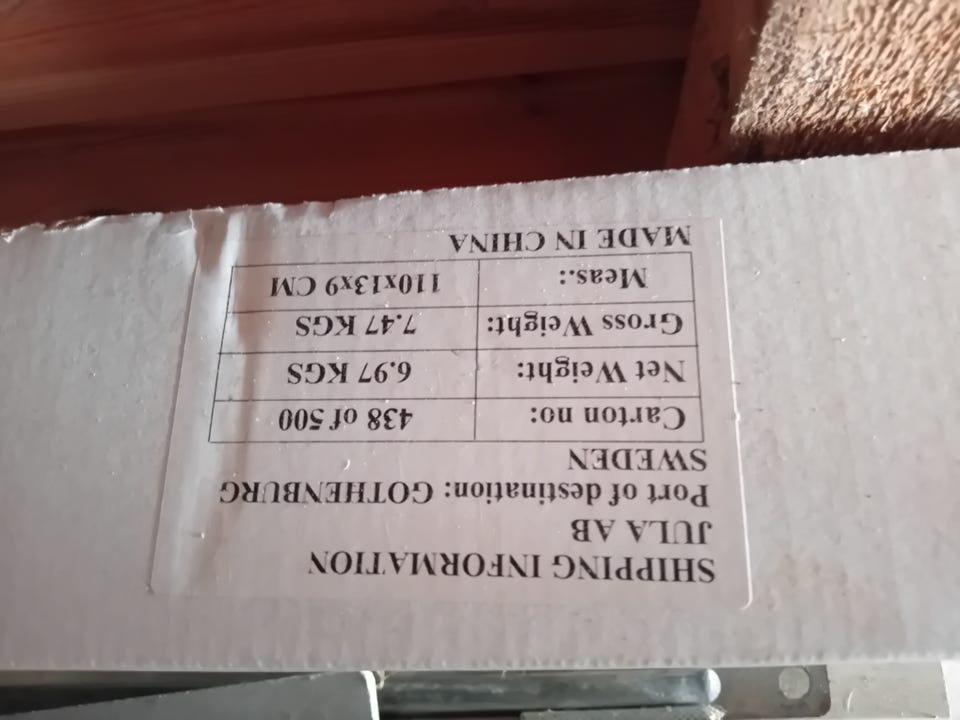 SHIPPING INFORMATION
JULA AB
Port of destination: GOTHENBURG
SWEDEN
Carton no: 438 of 500
Net Weight: 6.97 KGS
Gross Weight: 7.47 KGS
Meas.: 110x13x9 CM
MADE IN CHINA